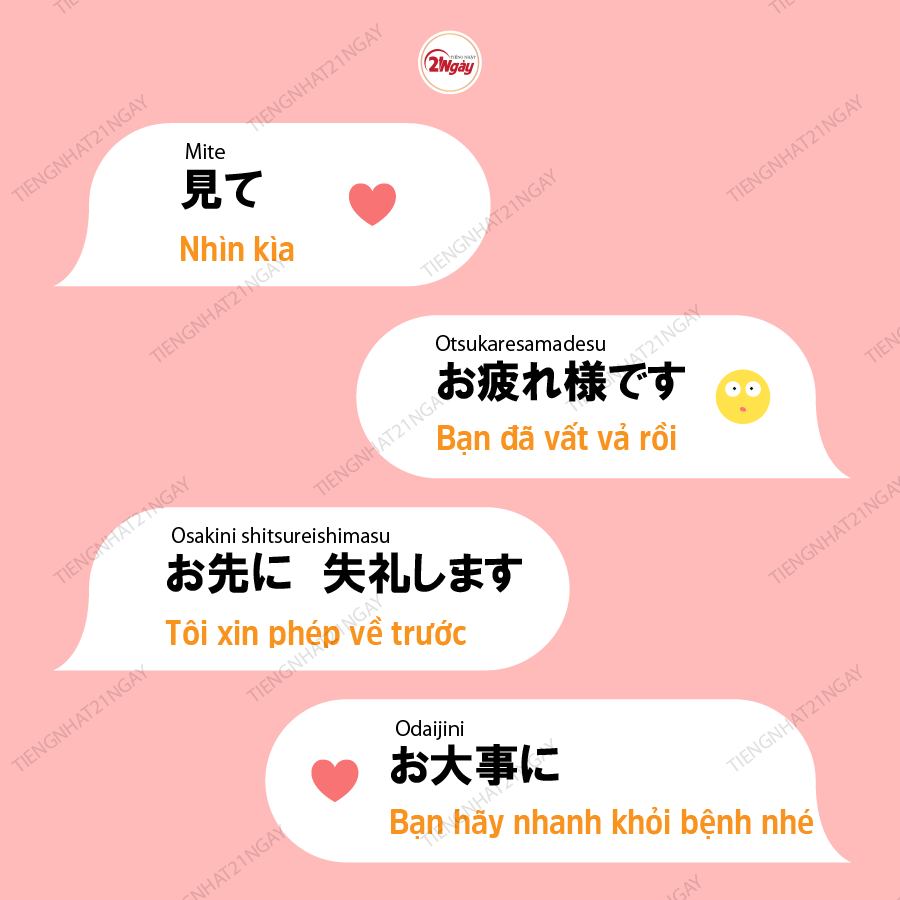 TIẾNG NHẬT
21Ngày
Mite
見て
Nhìn kìa
Otsukaresamadesu
お疲れ様です
Bạn đã vất vả rồi
Osakini shitsureishimasu
お先に 失礼します
Tôi xin phép về trước
Odaijini
お大事に
Bạn hãy nhanh khỏi bệnh nhé
TIENGNHAT21NGAY